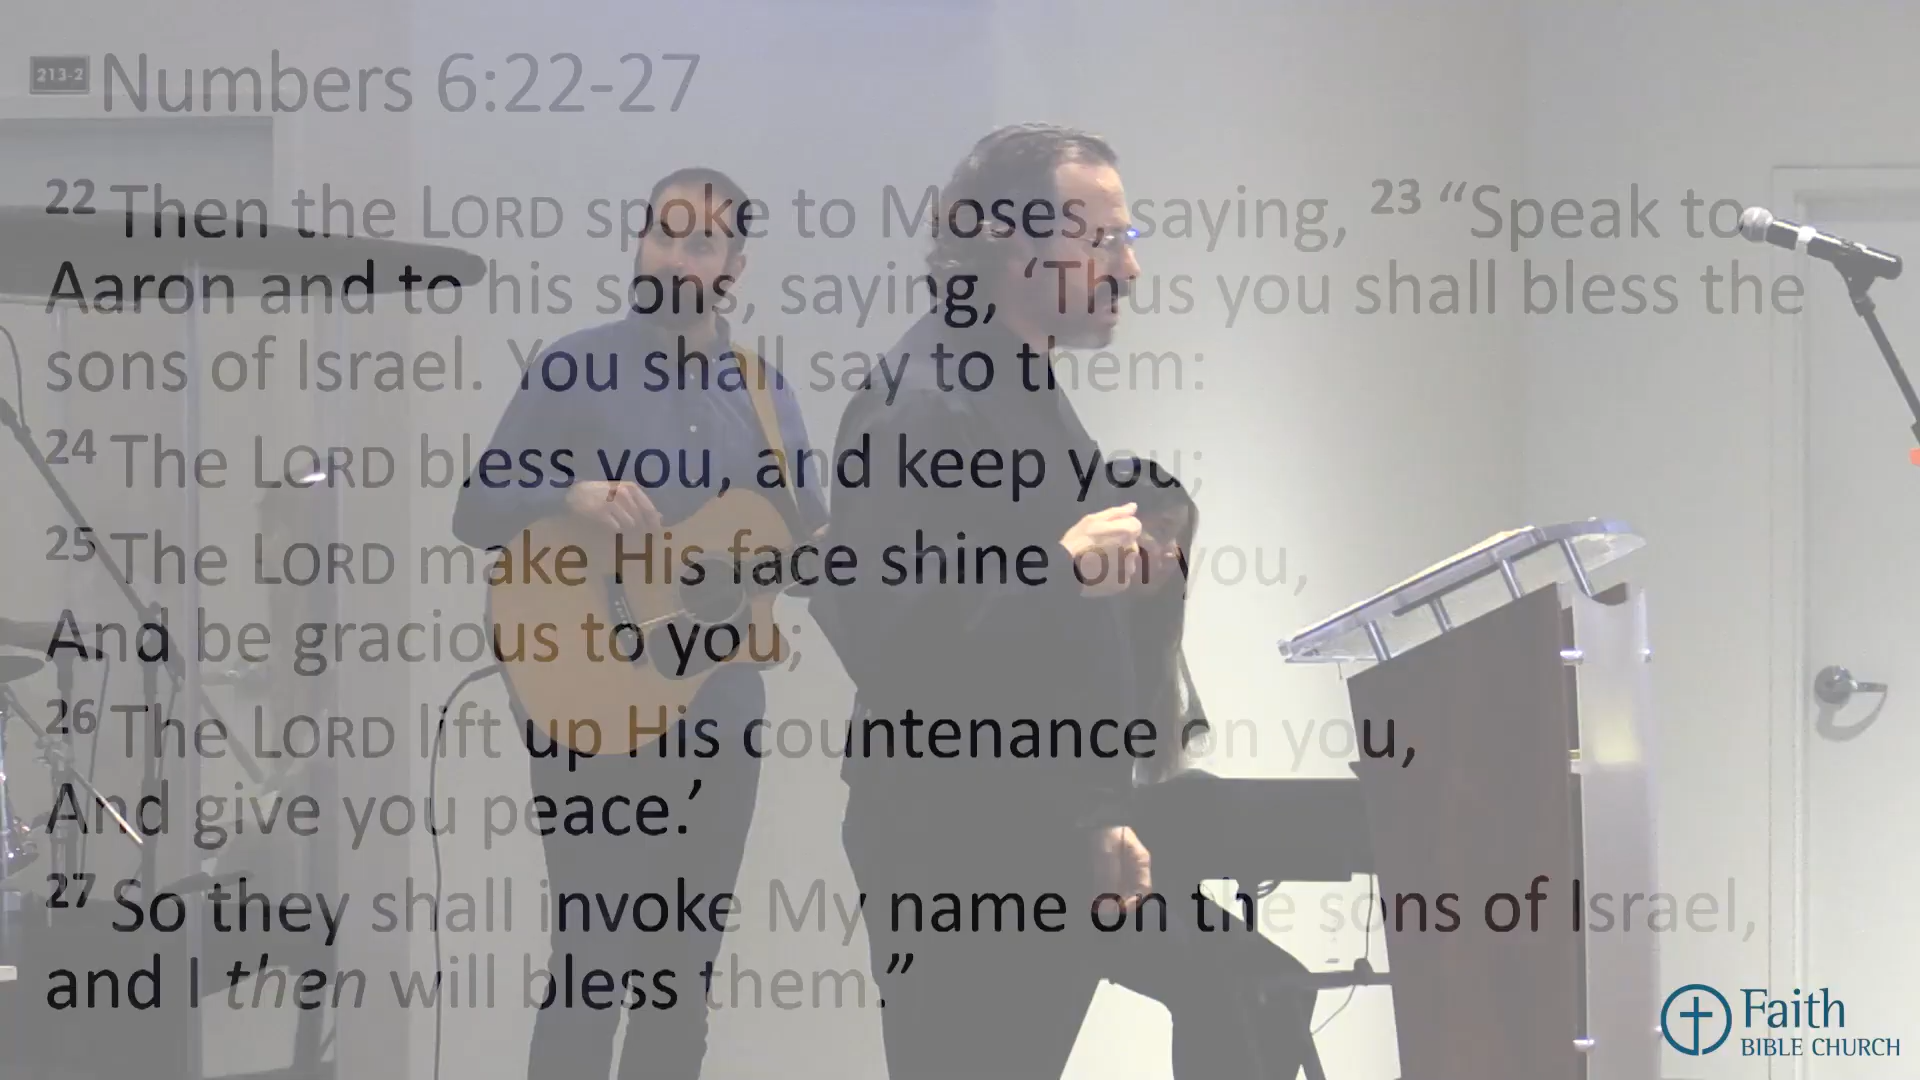 213-2
Numbers 6:22-27
22 Then the LORD spoke to Moses, saying, 23 “Speak to
Aaron and to his sons, saying, ‘Thus you shall bless the
sons of Israel. You shall say to them:
24 The LORD bless you, and keep you;
25 The LORD make His face shine on you,
And be gracious to you;
26 The LORD lift up His countenance on you,
And give you peace.’
27 So they shall invoke My name on the sons of Israel,
and I then will bless them.”
Faith
BIBLE CHURCH